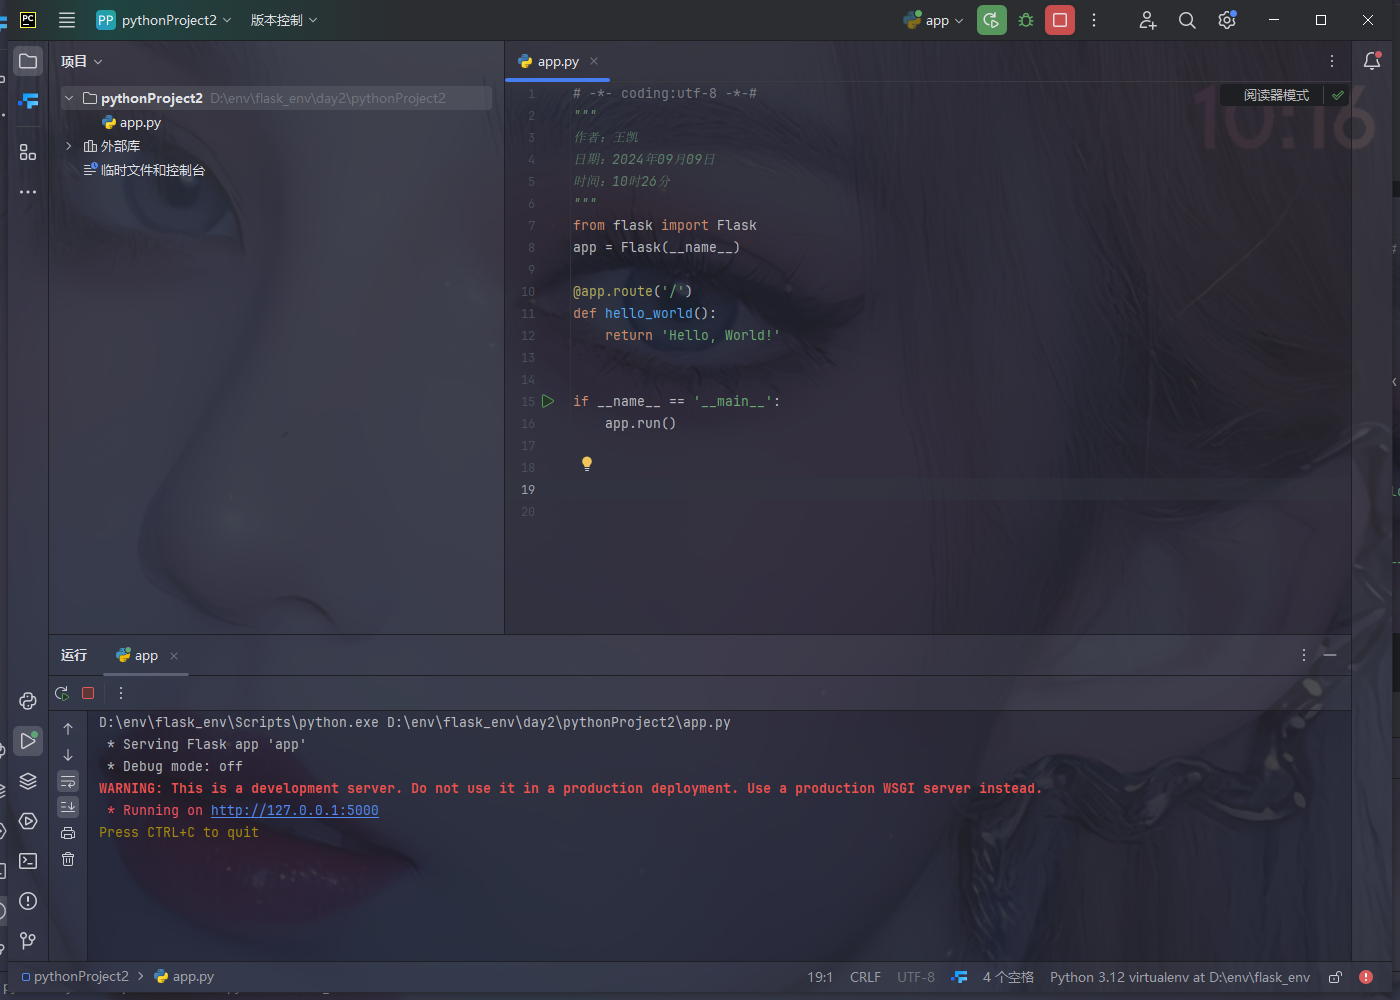 PC
PP pythonProject2
版本控制
app
项目
pythonProject2 D:\env\flask_env\day2\pythonProject2
app.py
外部库
临时文件和控制台
app.py
阅读器模式
10:16
1 # -*- coding:utf-8 -*-#
2 """
3 作者：王凯
4 日期：2024年09月09日
5 时间：10时26分
6 """
7 from flask import Flask
8 app = Flask(__name__)
9
10 @app.route('/')
11 def hello_world():
12     return 'Hello, World!'
13
14
15 if __name__ == '__main__':
16     app.run()
17
18
19
20
运行
app
D:\env\flask_env\Scripts\python.exe D:\env\flask_env\day2\pythonProject2\app.py
 * Serving Flask app 'app'
 * Debug mode: off
WARNING: This is a development server. Do not use it in a production deployment. Use a production WSGI server instead.
 * Running on http://127.0.0.1:5000
Press CTRL+C to quit
pythonProject2 > app.py
19:1
CRLF
UTF-8
4 个空格
Python 3.12 virtualenv at D:\env\flask_env